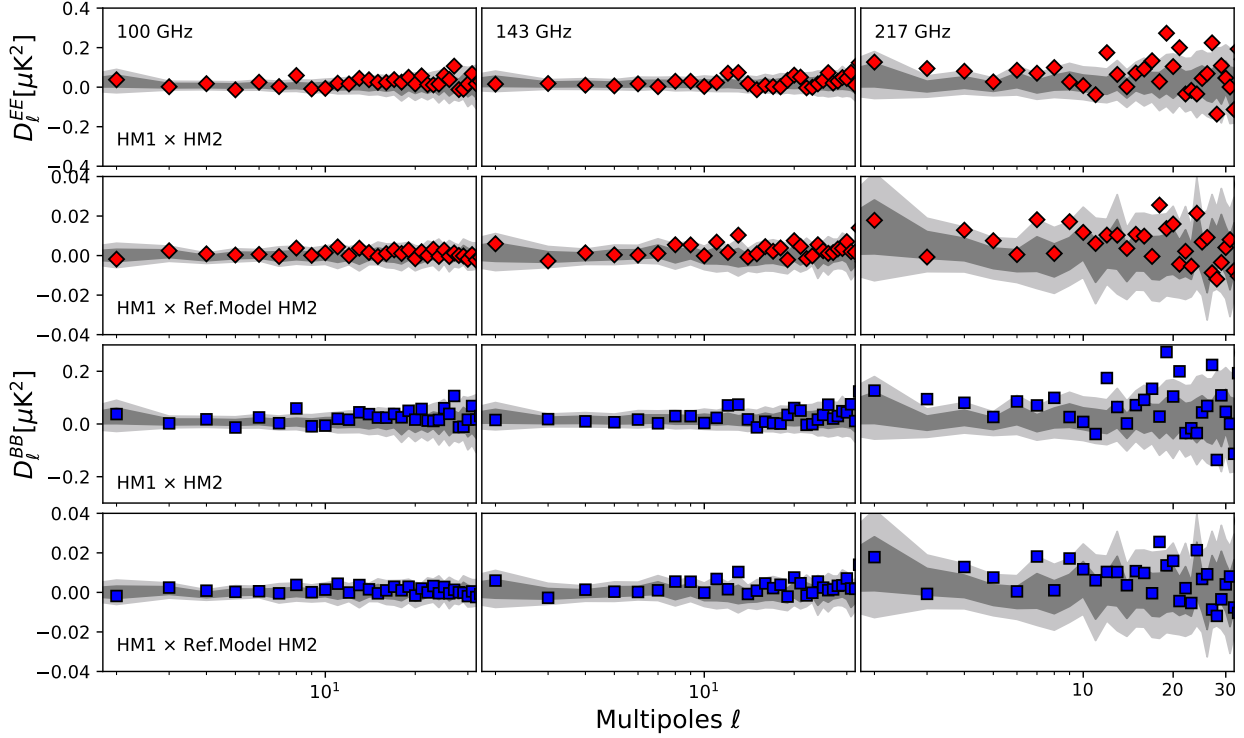 0.4
0.2
0.0
−0.2
−0.4
D_ℓ^{EE}[μK²]
100 GHz
HM1 × HM2
143 GHz
217 GHz
0.04
0.02
0.00
−0.02
−0.04
HM1 × Ref.Model HM2
0.2
0.0
−0.2
D_ℓ^{BB}[μK²]
HM1 × HM2
0.04
0.02
0.00
−0.02
−0.04
HM1 × Ref.Model HM2
10¹
10¹
10 20 30
Multipoles ℓ